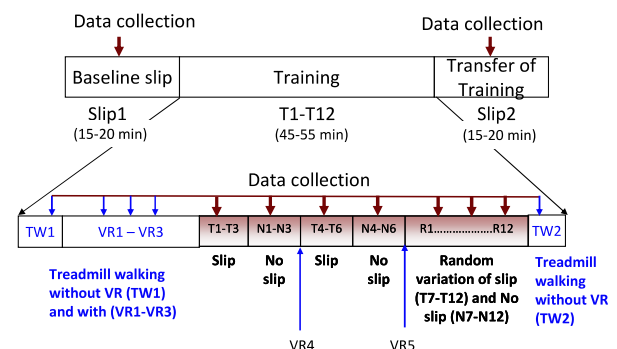 Data collection
Data collection
Baseline slip
Training
Transfer of
Training
Slip1
(15-20 min)
T1-T12
(45-55 min)
Slip2
(15-20 min)
Data collection
TW1
VR1 – VR3
T1-T3
N1-N3
T4-T6
N4-N6
R1....................R12
TW2
Treadmill walking
without VR (TW1)
and with (VR1-VR3)
Slip
No
slip
Slip
No
slip
Random
variation of slip
(T7-T12) and No
slip (N7-N12)
Treadmill
walking
without VR
(TW2)
VR4
VR5